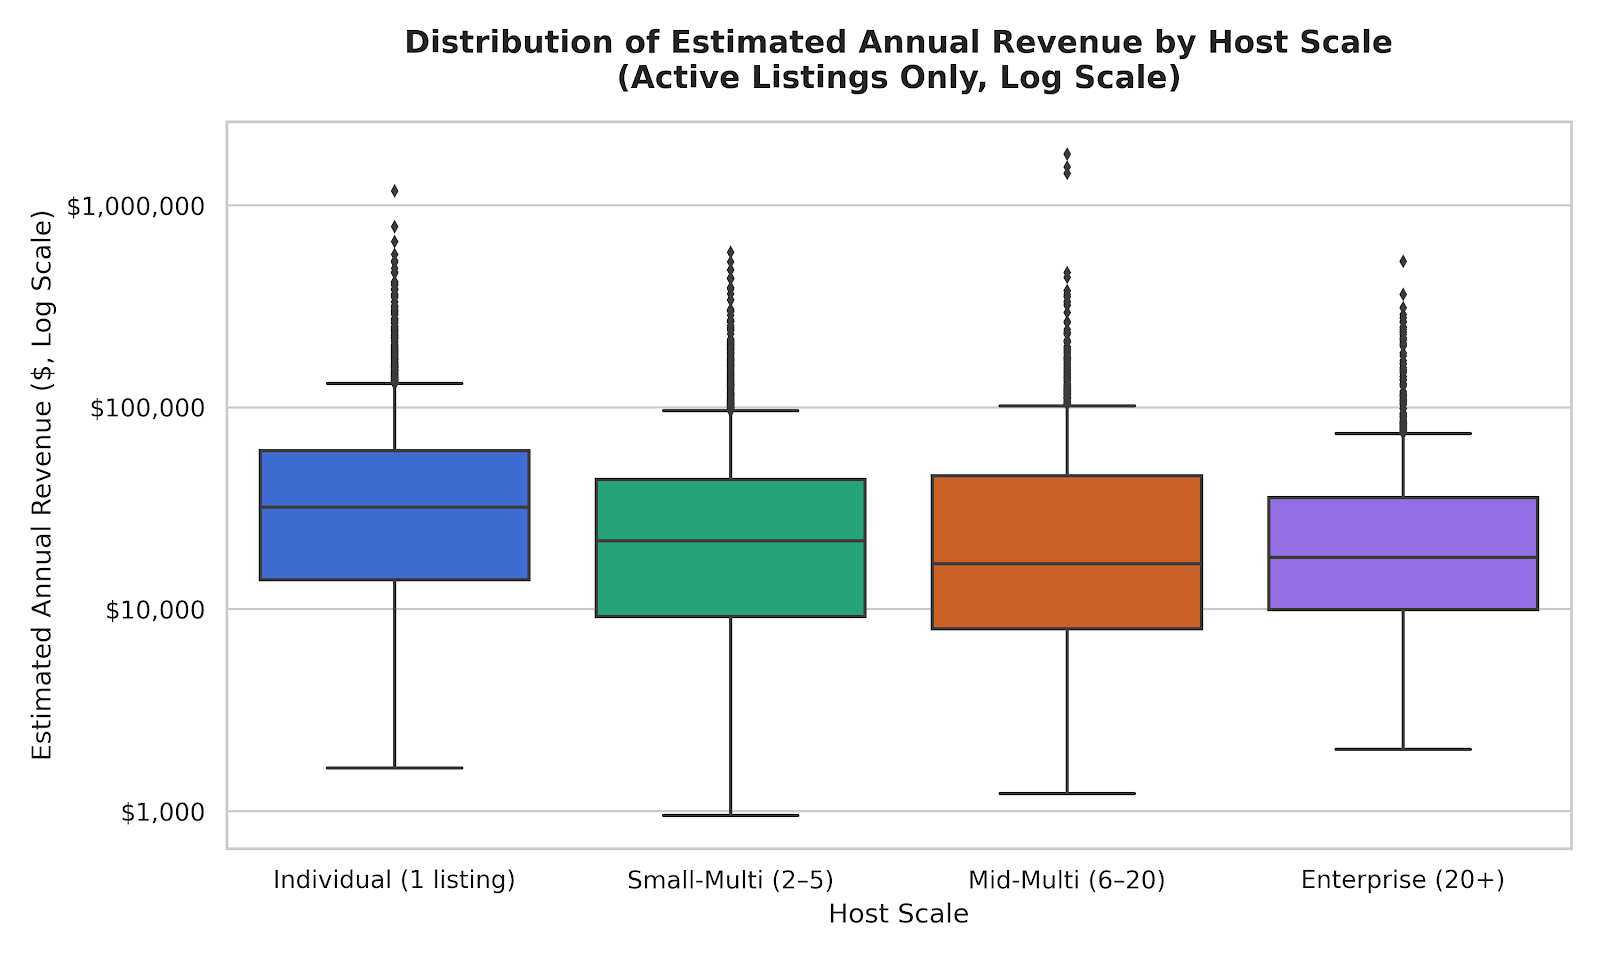 Distribution of Estimated Annual Revenue by Host Scale
(Active Listings Only, Log Scale)
Estimated Annual Revenue ($, Log Scale)
$1,000,000
$100,000
$10,000
$1,000
Individual (1 listing)
Small-Multi (2–5)
Mid-Multi (6–20)
Enterprise (20+)
Host Scale